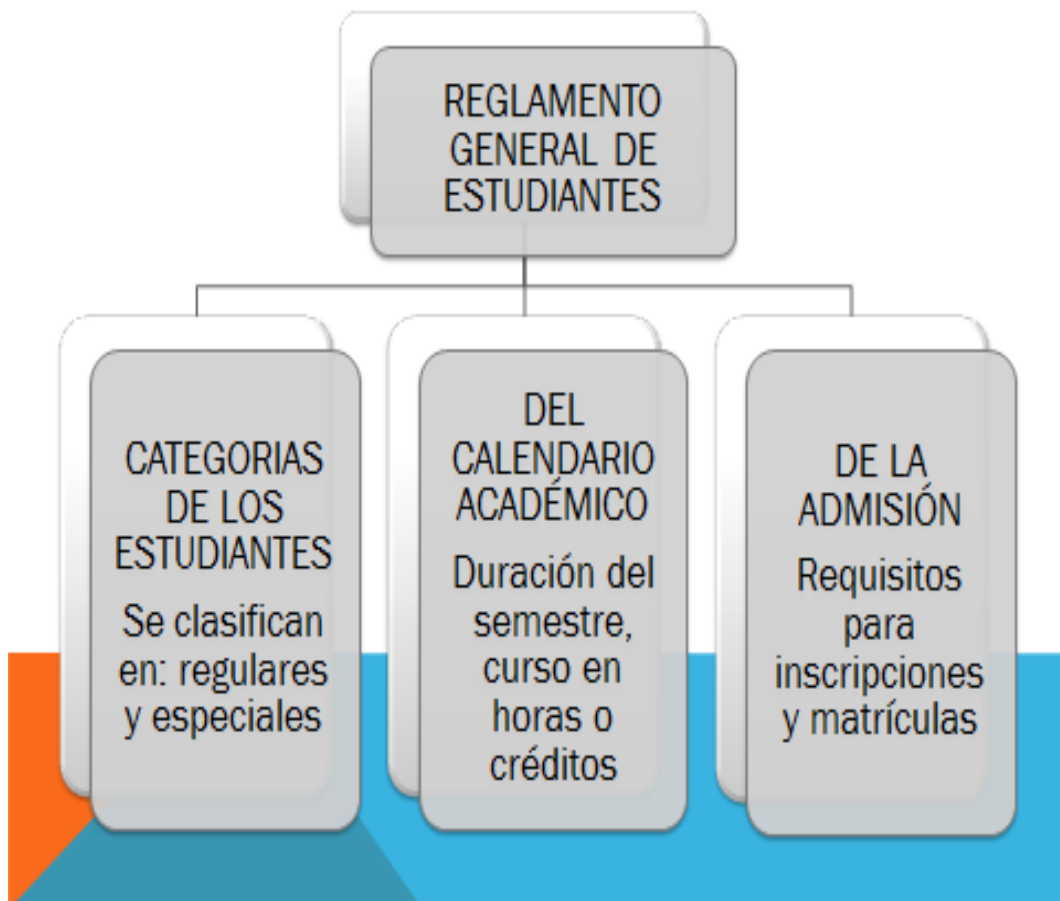 REGLAMENTO
GENERAL DE
ESTUDIANTES
CATEGORIAS
DE LOS
ESTUDIANTES
Se clasifican
en: regulares
y especiales
DEL
CALENDARIO
ACADÉMICO
Duración del
semestre,
curso en
horas o
créditos
DE LA
ADMISIÓN
Requisitos
para
inscripciones
y matrículas